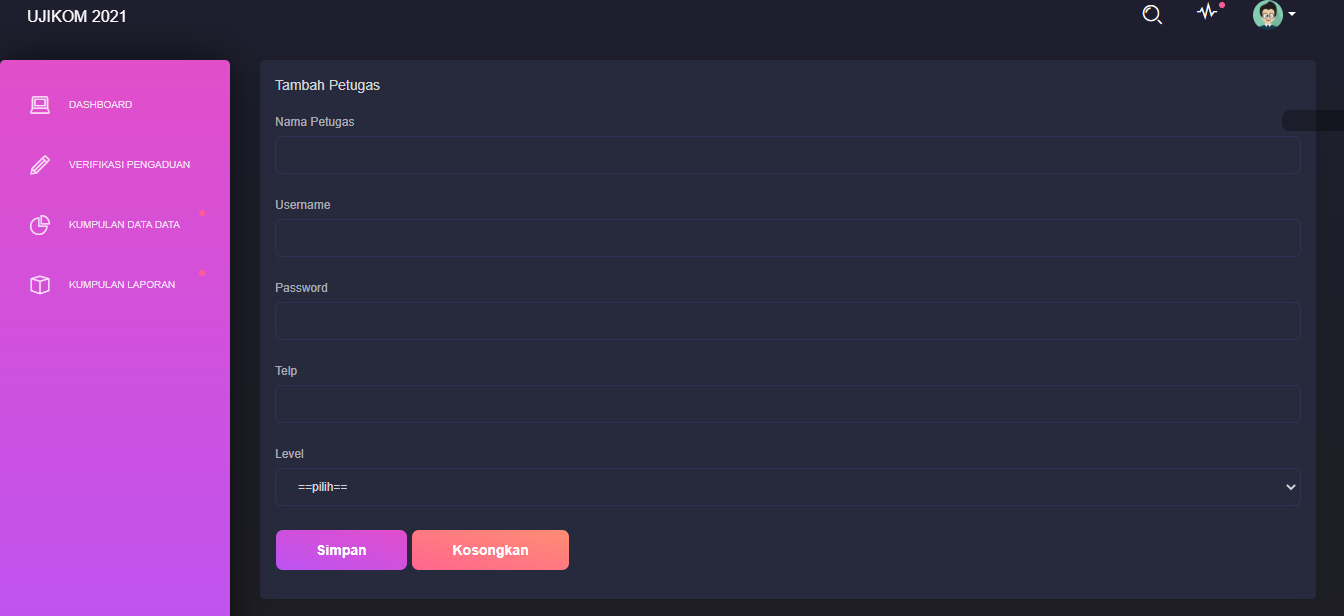 UJIKOM 2021
DASHBOARD
VERIFIKASI PENGADUAN
KUMPULAN DATA DATA
KUMPULAN LAPORAN
Tambah Petugas
Nama Petugas
Username
Password
Telp
Level
==pilih==
Simpan
Kosongkan